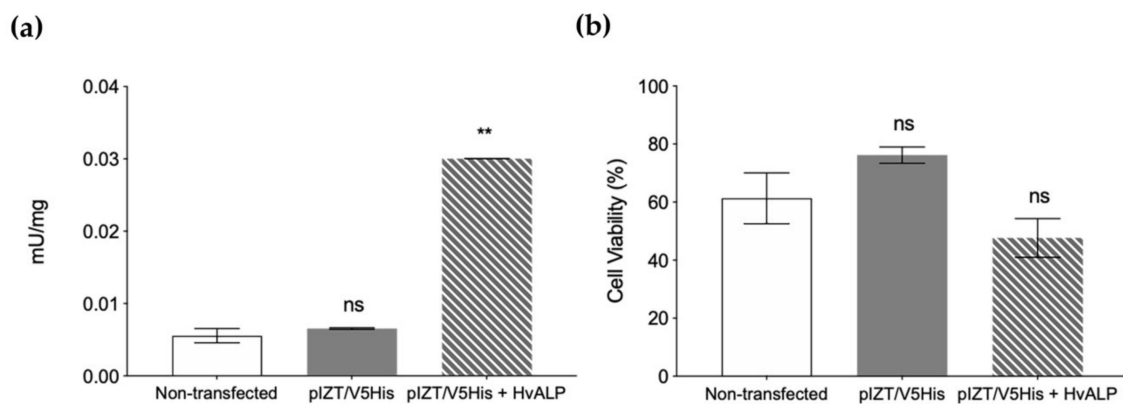 (a)
mU/mg
0.04
0.03
0.02
0.01
0.00
**
ns
Non-transfected
pIZT/V5His
pIZT/V5His + HvALP
(b)
Cell Viability (%)
100
80
60
40
20
0
ns
ns
Non-transfected
pIZT/V5His
pIZT/V5His + HvALP